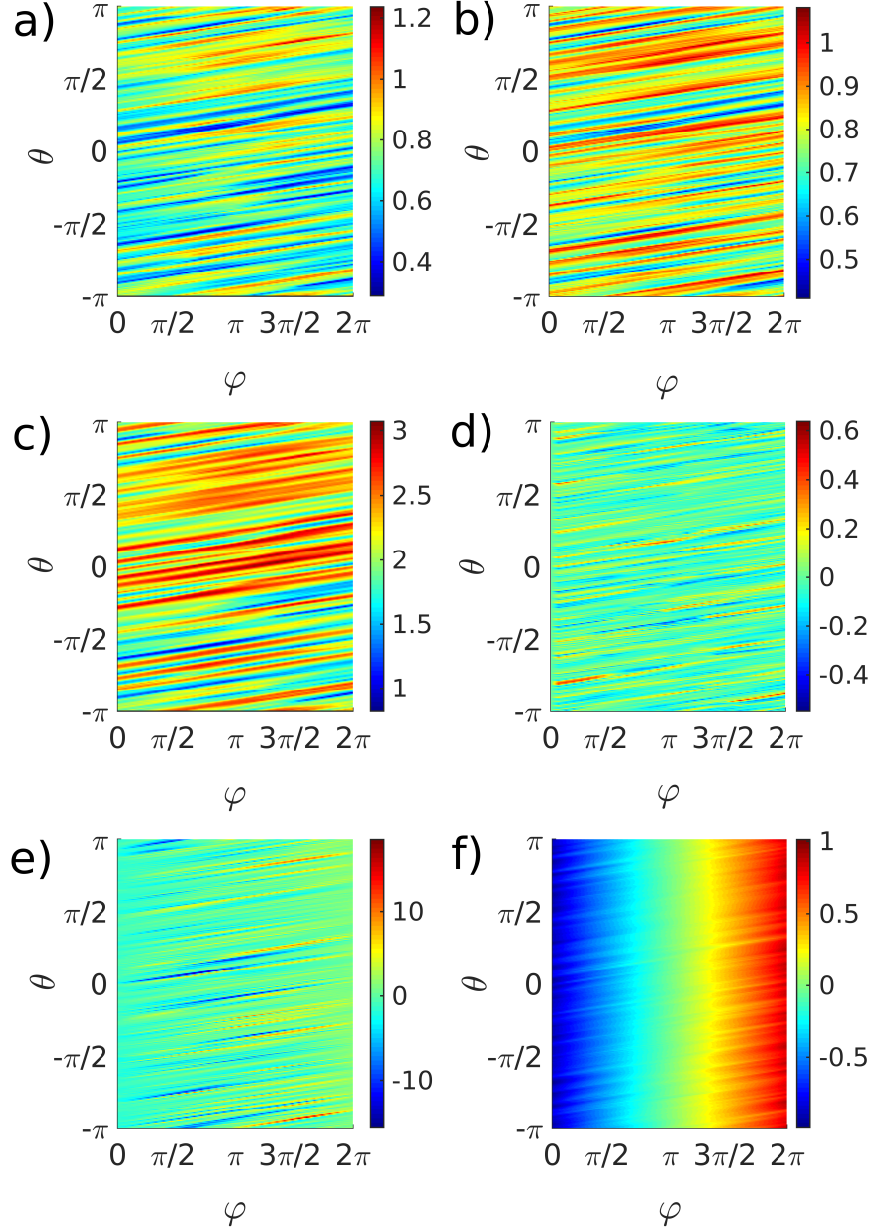 a)
π
π/2
0
-π/2
-π
θ
0 π/2 π 3π/2 2π
φ
1.2
1
0.8
0.6
0.4
b)
π
π/2
0
-π/2
-π
θ
0 π/2 π 3π/2 2π
φ
1
0.9
0.8
0.7
0.6
0.5
c)
π
π/2
0
-π/2
-π
θ
0 π/2 π 3π/2 2π
φ
3
2.5
2
1.5
1
d)
π
π/2
0
-π/2
-π
θ
0 π/2 π 3π/2 2π
φ
0.6
0.4
0.2
0
-0.2
-0.4
e)
π
π/2
0
-π/2
-π
θ
0 π/2 π 3π/2 2π
φ
10
0
-10
f)
π
π/2
0
-π/2
-π
θ
0 π/2 π 3π/2 2π
φ
1
0.5
0
-0.5